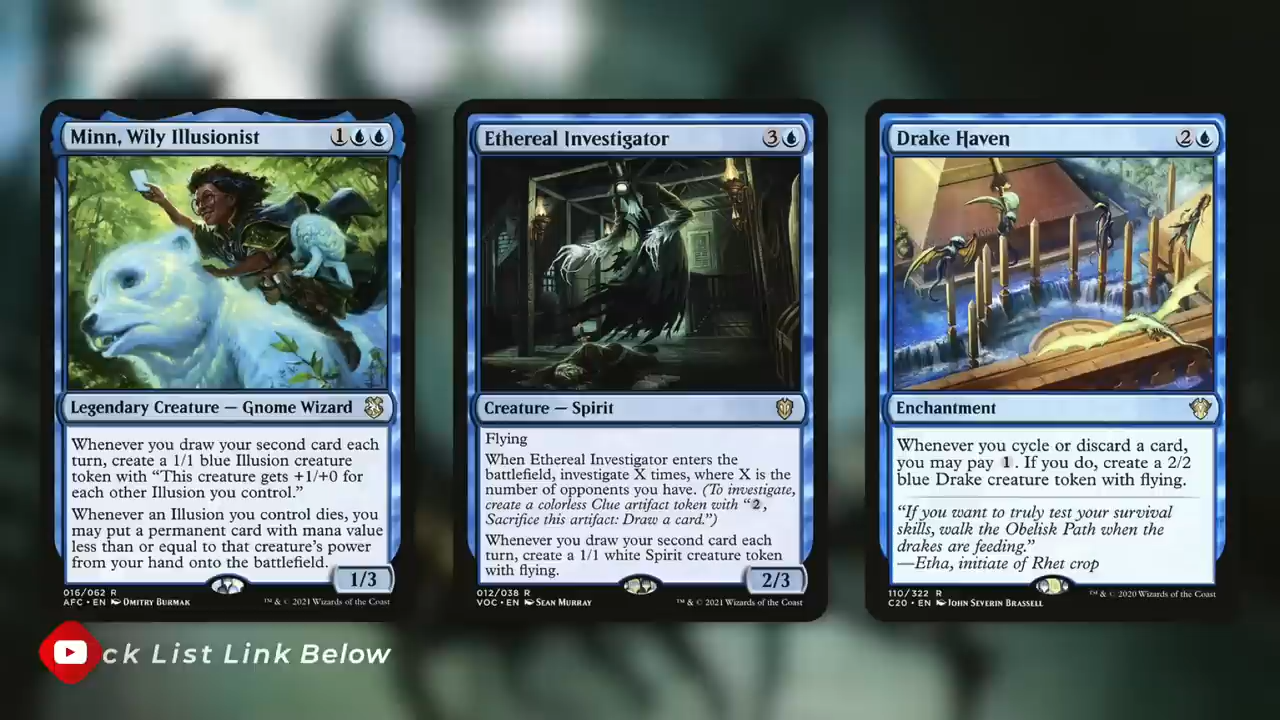 Minn, Wily Illusionist 1
Legendary Creature — Gnome Wizard
Whenever you draw your second card each
turn, create a 1/1 blue Illusion creature
token with “This creature gets +1/+0 for
each other Illusion you control.”
Whenever an Illusion you control dies, you
may put a permanent card with mana value
less than or equal to that creature's power
from your hand onto the battlefield.
1/3
016/062 R
AFC • EN Dmitry Burmak ™ & © 2021 Wizards of the Coast
Ethereal Investigator 3
Creature — Spirit
Flying
When Ethereal Investigator enters the
battlefield, investigate X times, where X is the
number of opponents you have. (To investigate,
create a colorless Clue artifact token with “2,
Sacrifice this artifact: Draw a card.”)
Whenever you draw your second card each
turn, create a 1/1 white Spirit creature token
with flying.
2/3
012/038 R
VOC • EN Sean Murray ™ & © 2021 Wizards of the Coast
Drake Haven 2
Enchantment
Whenever you cycle or discard a card,
you may pay 1. If you do, create a 2/2
blue Drake creature token with flying.
“If you want to truly test your survival
skills, walk the Obelisk Path when the
drakes are feeding.”
—Etha, initiate of Rhet crop
110/322 R
C20 • EN John Severin Brassell ™ & © 2020 Wizards of the Coast
ck List Link Below